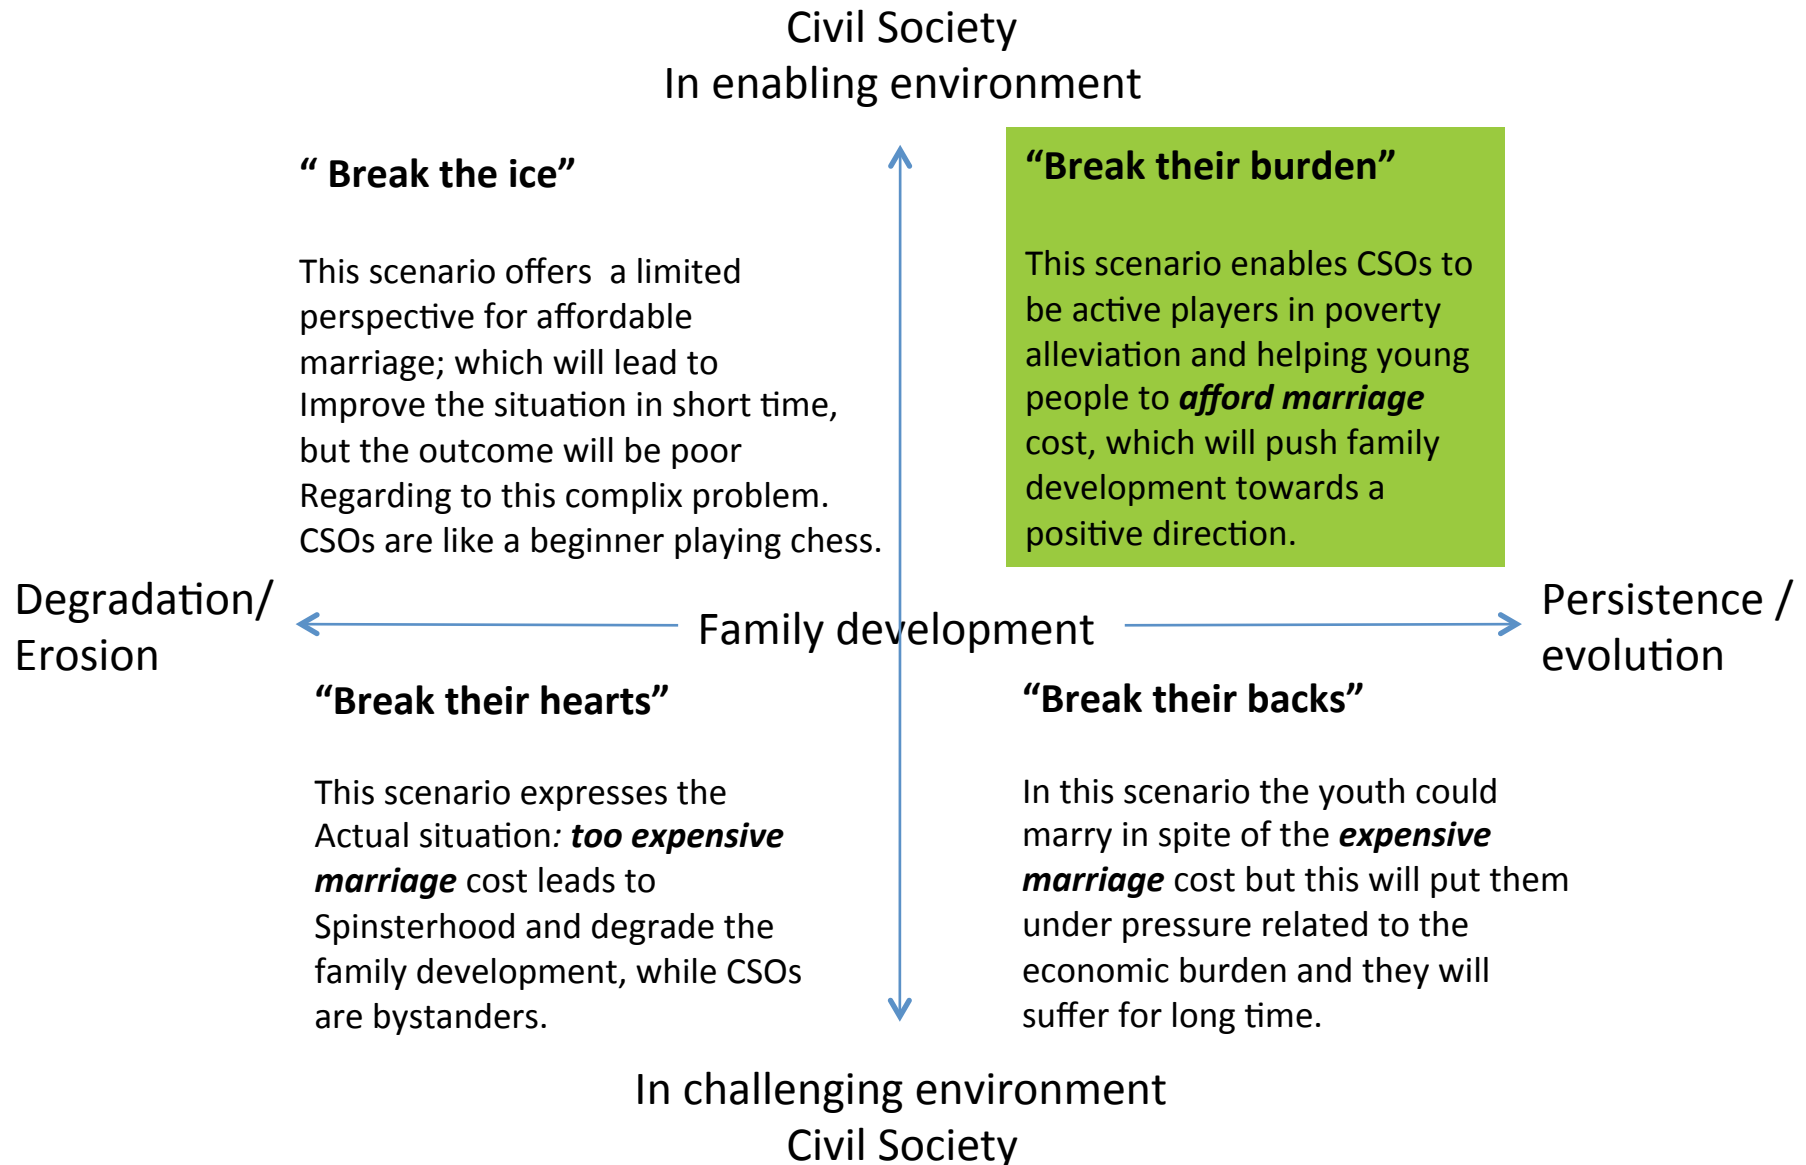 Civil Society
In enabling environment
“ Break the ice”
This scenario offers  a limited
perspective for affordable
marriage; which will lead to
Improve the situation in short time,
but the outcome will be poor
Regarding to this complix problem.
CSOs are like a beginner playing chess.
“Break their burden”
This scenario enables CSOs to
be active players in poverty
alleviation and helping young
people to afford marriage
cost, which will push family
development towards a
positive direction.
Degradation/
Erosion
Family development
Persistence /
evolution
“Break their hearts”
This scenario expresses the
Actual situation: too expensive
marriage cost leads to
Spinsterhood and degrade the
family development, while CSOs
are bystanders.
“Break their backs”
In this scenario the youth could
marry in spite of the expensive
marriage cost but this will put them
under pressure related to the
economic burden and they will
suffer for long time.
In challenging environment
Civil Society